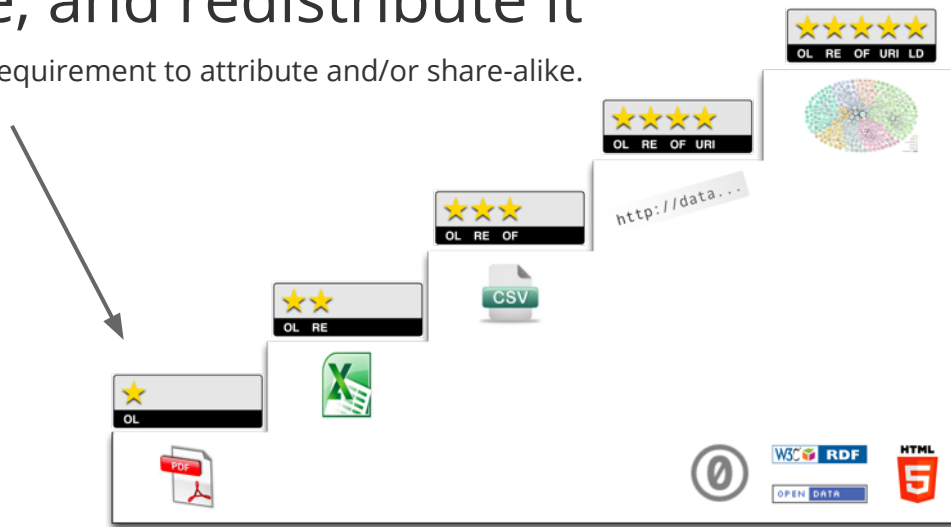 e, and redistribute it
equirement to attribute and/or share-alike.
OL RE OF URI LD
OL RE OF URI
http://data...
OL RE OF
CSV
OL RE
OL
PDF
W3C RDF
HTML
5
OPEN DATA